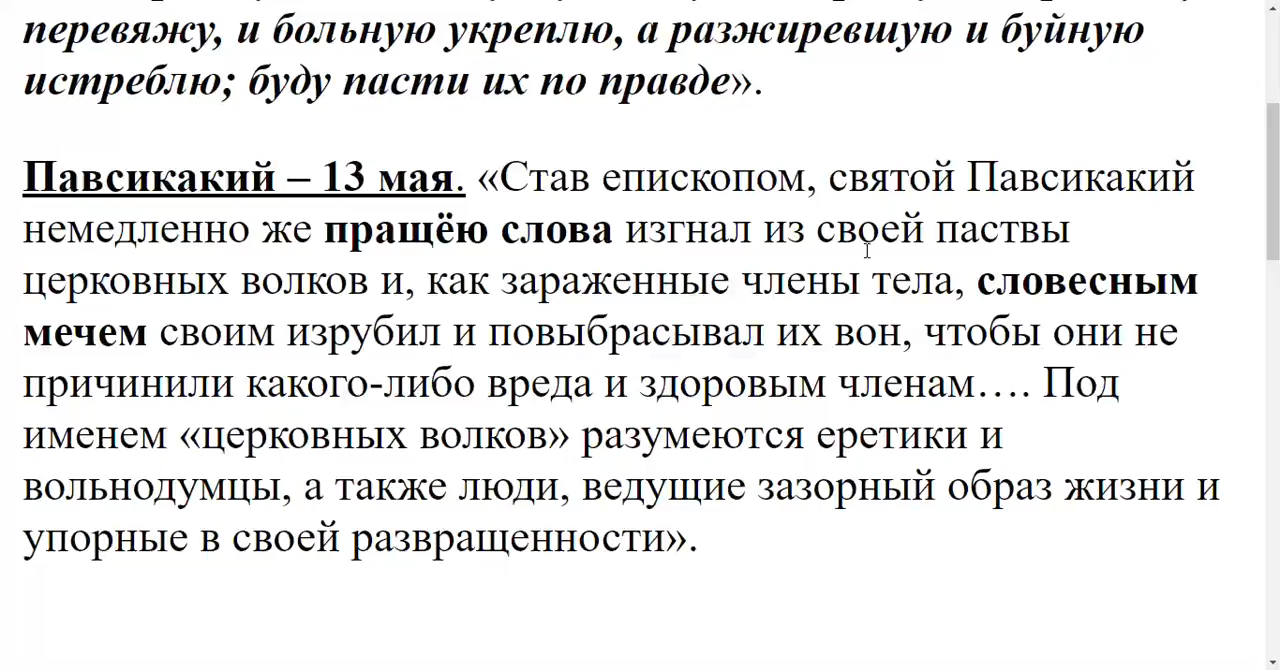 перевяжу, и больную укреплю, а разжиревшую и буйную
истреблю; буду пасти их по правде».
Павсикакий – 13 мая. «Став епископом, святой Павсикакий
немедленно же пращёю слова изгнал из своей паствы
церковных волков и, как зараженные члены тела, словесным
мечем своим изрубил и повыбрасывал их вон, чтобы они не
причинили какого-либо вреда и здоровым членам…. Под
именем «церковных волков» разумеются еретики и
вольнодумцы, а также люди, ведущие зазорный образ жизни и
упорные в своей развращенности».